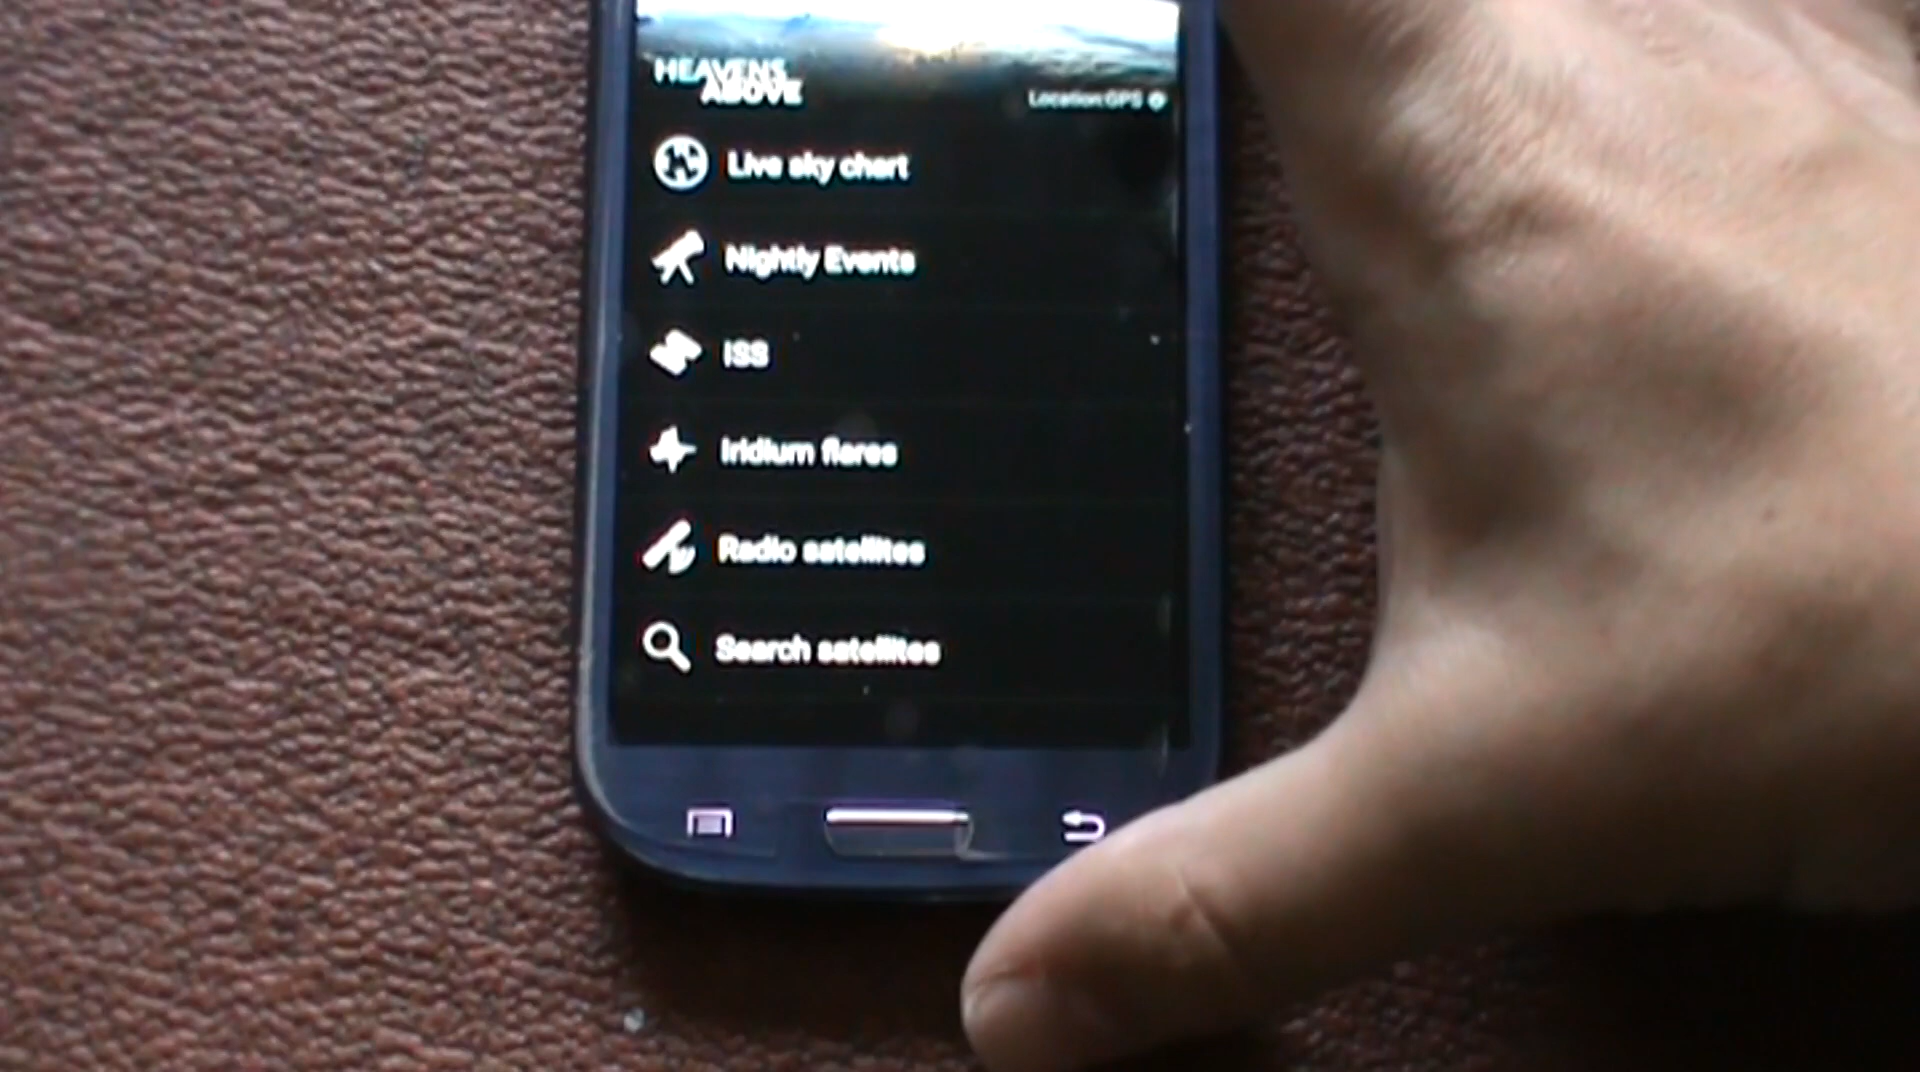 HEAVENS
ABOVE
Location:GPS
Live sky chart
Nightly Events
ISS
Iridium flares
Radio satellites
Search satellites